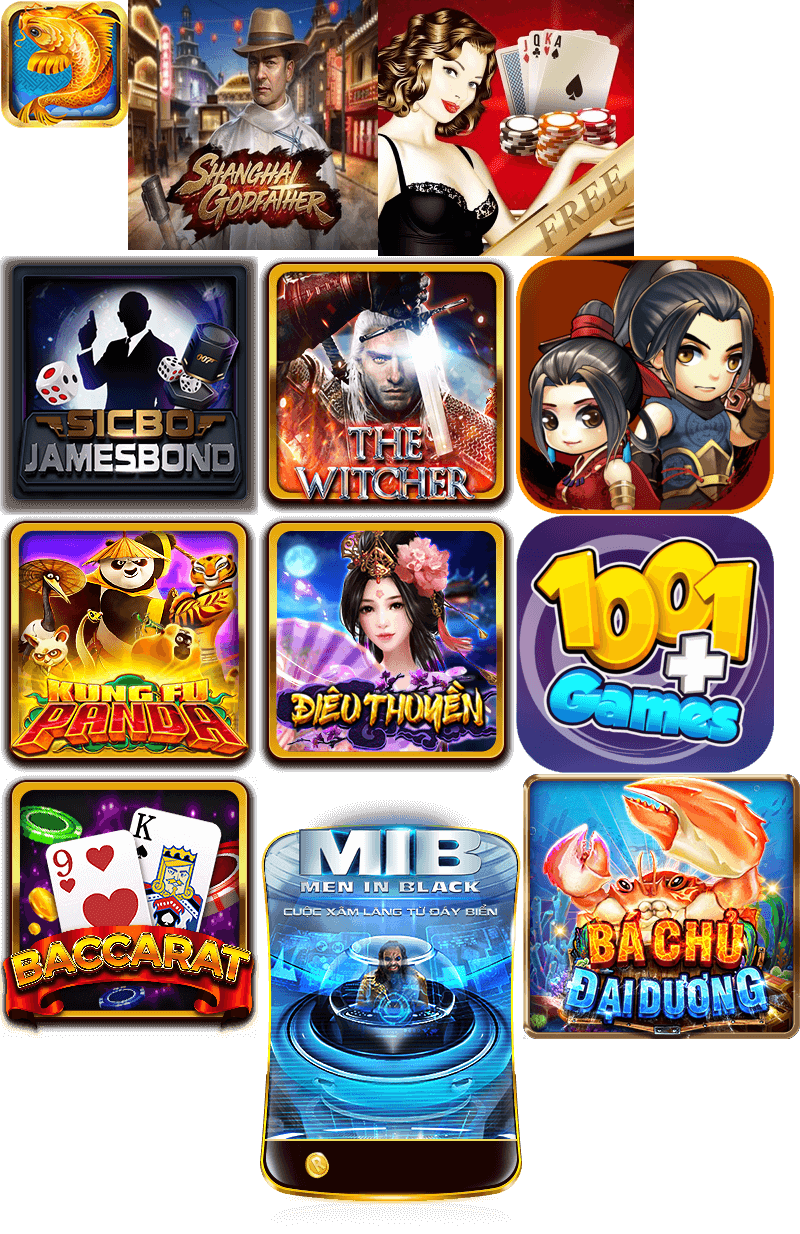 SHANGHAI
GODFATHER
J Q K A
FREE
007
SICBO
JAMESBOND
THE
WITCHER
KUNG FU
PANDA
ĐIÊU THUYỀN
1001
+
Games
9
K
BACCARAT
MIB
MEN IN BLACK
CUỘC XÂM LĂNG TỪ ĐÁY BIỂN
BÁ CHỦ
ĐẠI DƯƠNG
R